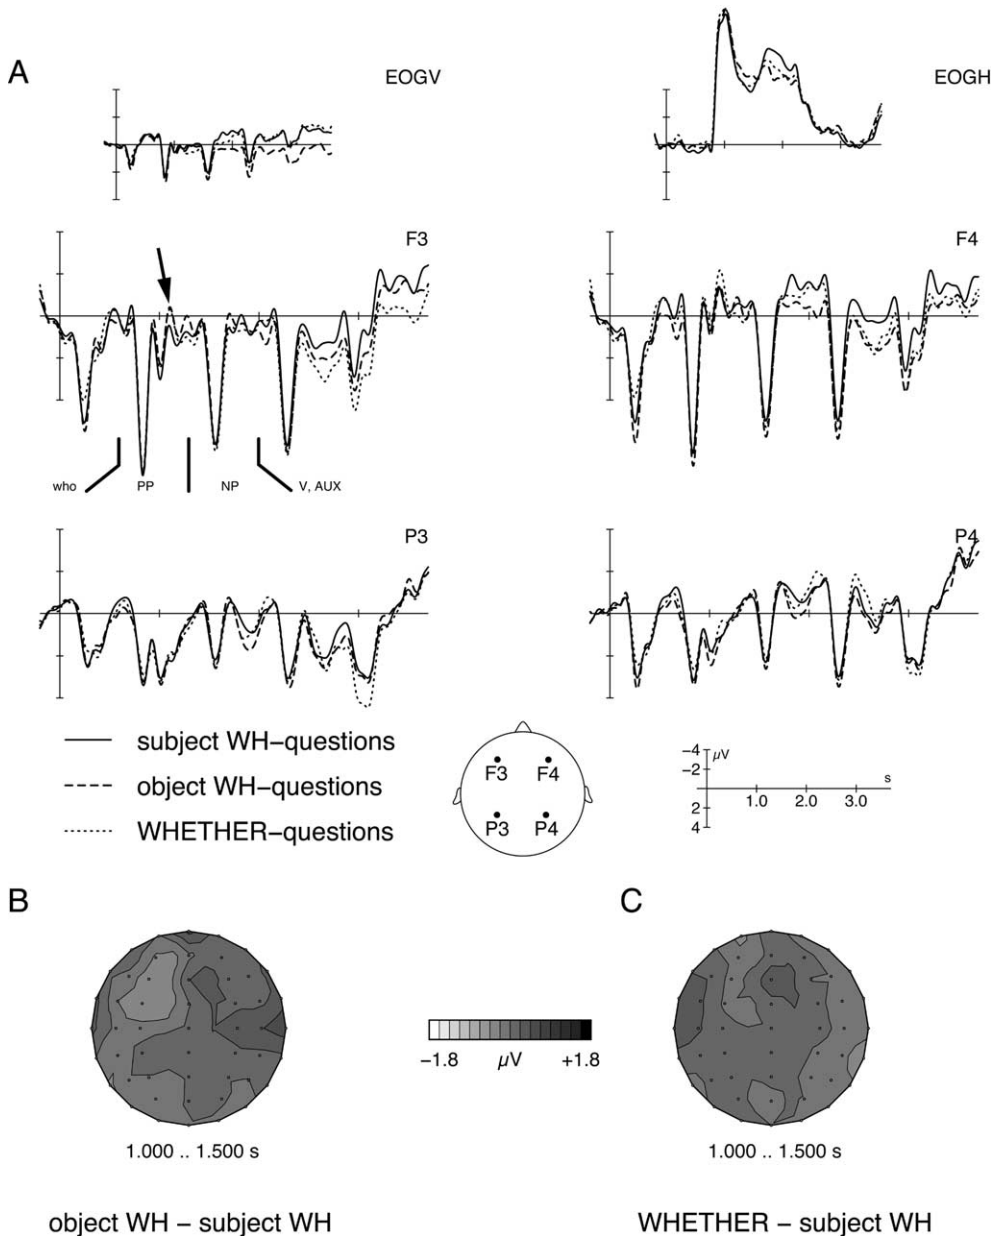 A
EOGV
EOGH
F3
F4
who
PP
NP
V, AUX
P3
P4
subject WH–questions
object WH–questions
WHETHER–questions
F3 F4
P3 P4
−4 µV
−2
s
1.0 2.0 3.0
2
4
B
C
−1.8 µV +1.8
1.000 .. 1.500 s
1.000 .. 1.500 s
object WH – subject WH
WHETHER – subject WH